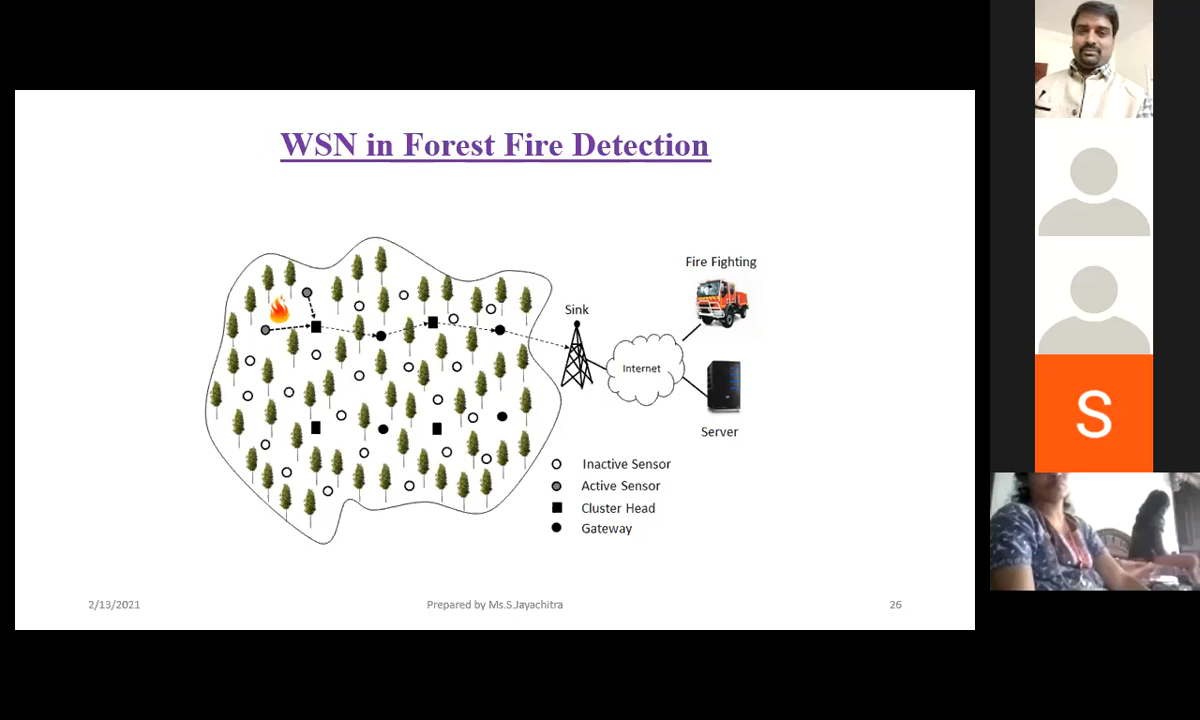 WSN in Forest Fire Detection
Fire Fighting
Sink
Internet
Server
Inactive Sensor
Active Sensor
Cluster Head
Gateway
2/13/2021
Prepared by Ms.S.Jayachitra
26
S